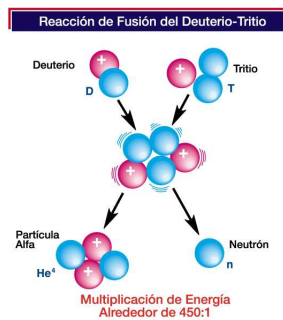 Reacción de Fusión del Deuterio-Tritio
Deuterio
+
D
+
Tritio
T
+
+
Partícula
Alfa
+
+
He⁴
Neutrón
n
Multiplicación de Energía
Alrededor de 450:1